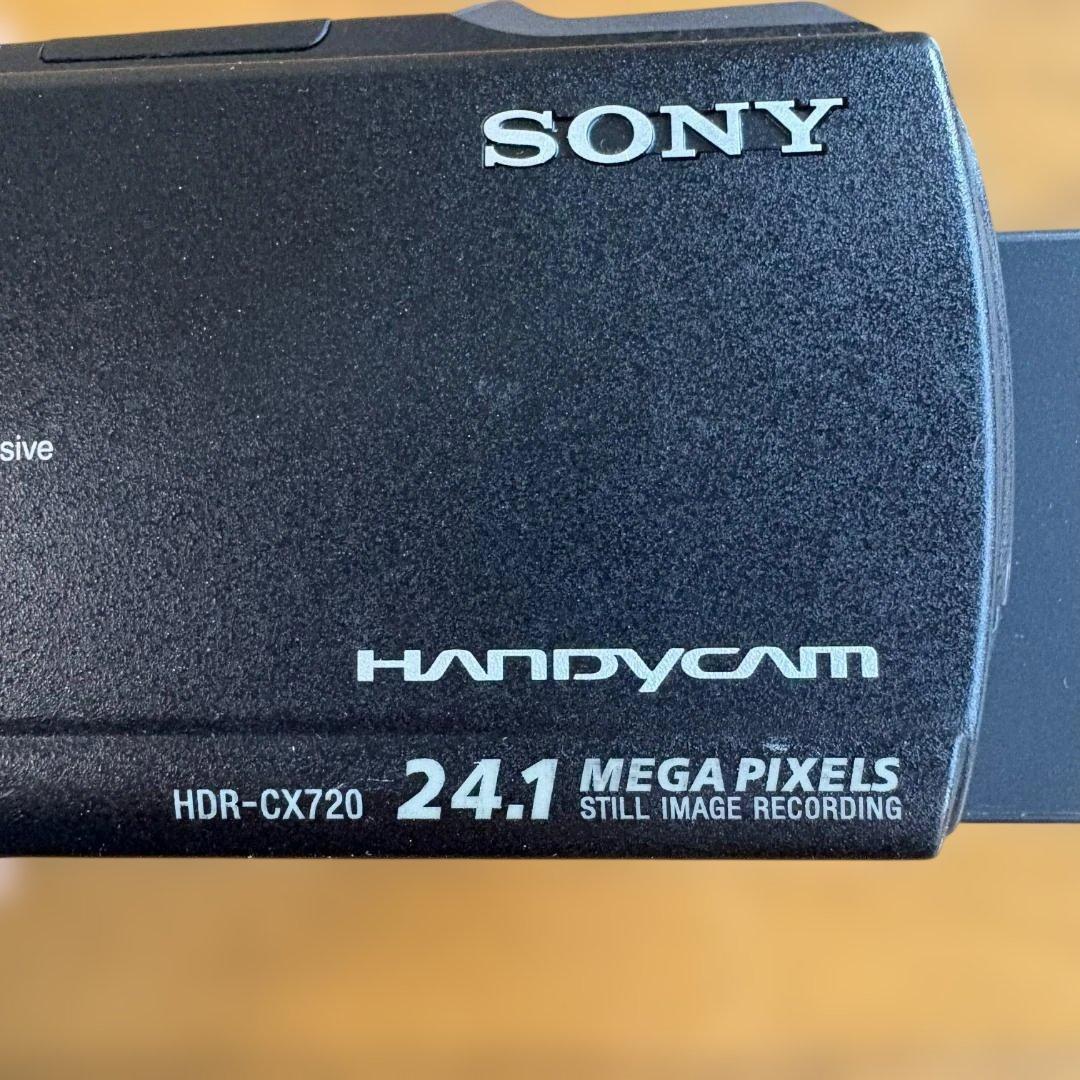 SONY
sive
HANDYCAM
HDR-CX720 24.1 MEGA PIXELS
STILL IMAGE RECORDING